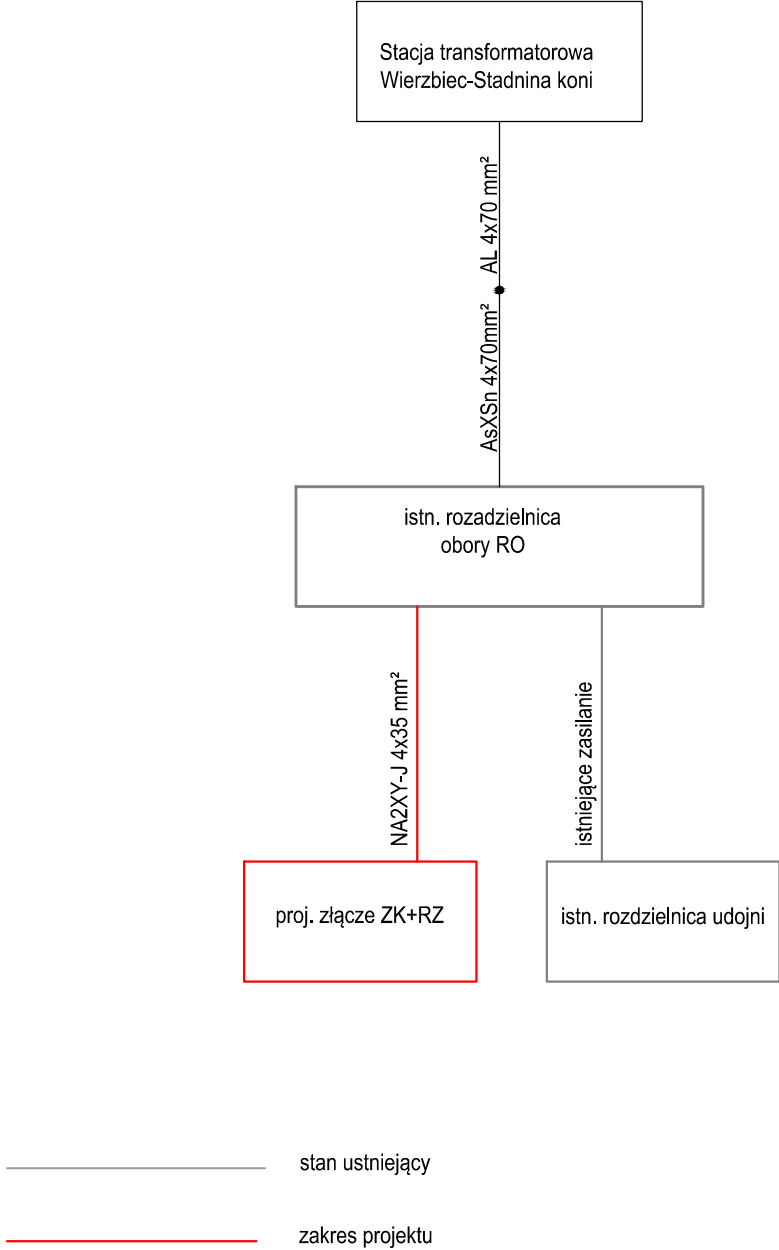 Stacja transformatorowa
Wierzbiec-Stadnina koni
AL 4x70 mm²
AsXSn 4x70mm²
istn. rozadzielnica
obory RO
NA2XY-J 4x35 mm²
istniejące zasilanie
proj. złącze ZK+RZ
istn. rozdzielnica udojni
stan ustniejący
zakres projektu